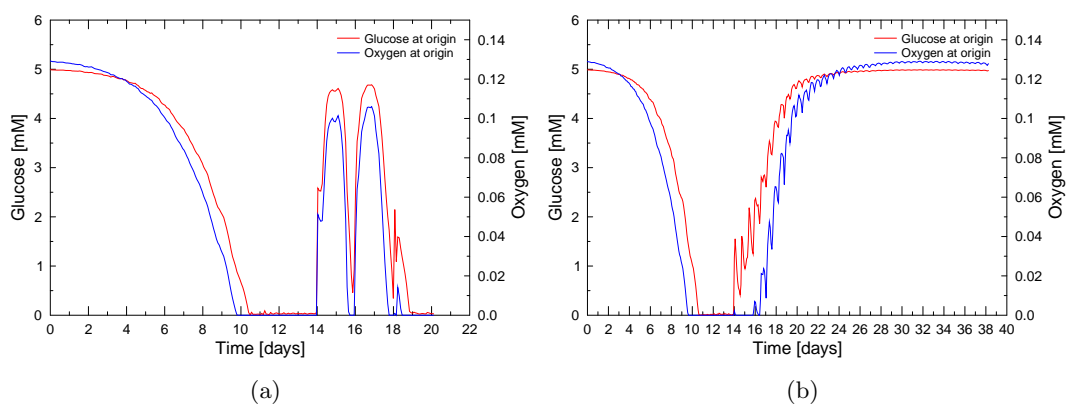 Glucose at origin
Oxygen at origin
Glucose [mM]
6
5
4
3
2
1
0
0.14
0.12
0.1
0.08
0.06
0.04
0.02
0.0
Oxygen [mM]
0 2 4 6 8 10 12 14 16 18 20 22
Time [days]
(a)
Glucose at origin
Oxygen at origin
Glucose [mM]
6
5
4
3
2
1
0
0.14
0.12
0.1
0.08
0.06
0.04
0.02
0.0
Oxygen [mM]
0 2 4 6 8 10 12 14 16 18 20 22 24 26 28 30 32 34 36 38 40
Time [days]
(b)